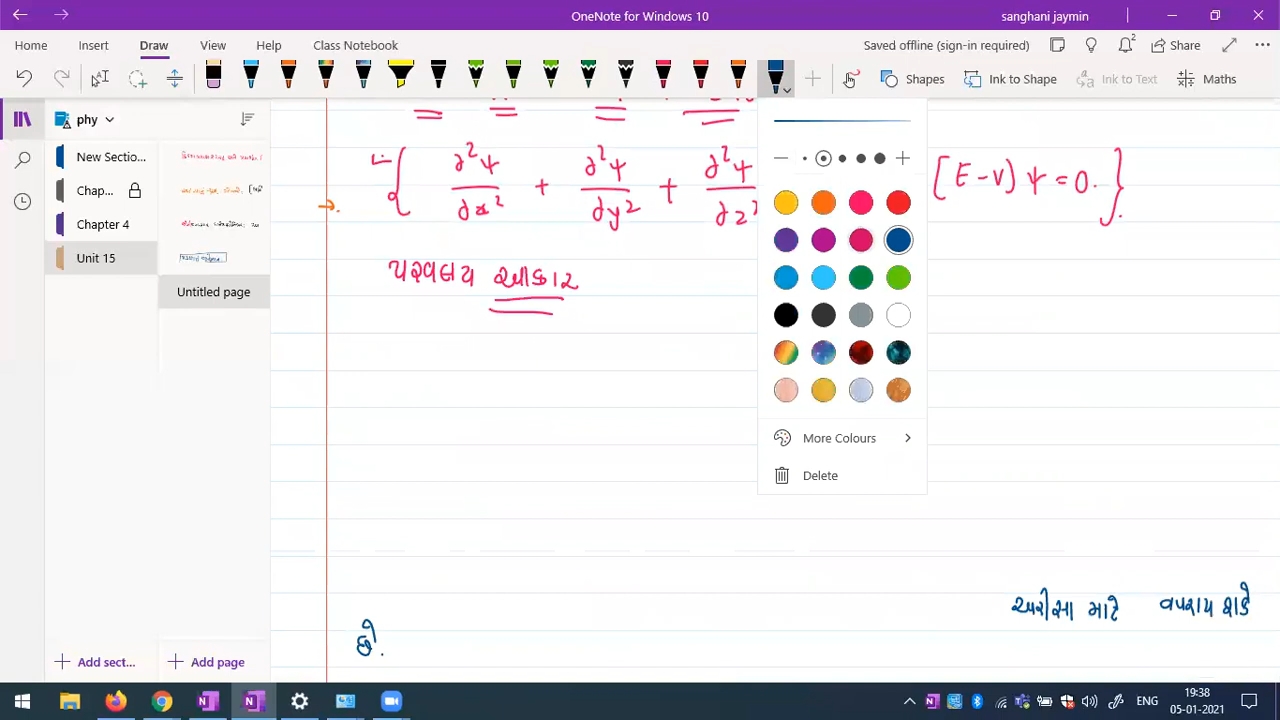 OneNote for Windows 10
sanghani jaymin
Home Insert Draw View Help Class Notebook
Saved offline (sign-in required) Share
Shapes Ink to Shape Ink to Text Maths
phy
New Sectio...
Chap...
Chapter 4
Unit 15
Untitled page
{ ∂²ψ/∂x² + ∂²ψ/∂y² + ∂²ψ/∂z² [E-V) ψ = 0. }
પરવલય આકાર
More Colours
Delete
અરીસા માટે વપરાય શકે
છે.
Add sect...
Add page
ENG
19:38
05-01-2021